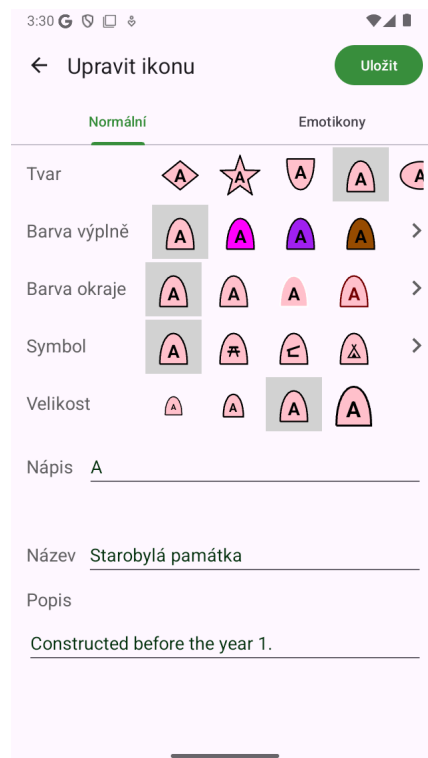 3:30
Upravit ikonu
Uložit
Normální
Emotikony
Tvar A A A A A
Barva výplně A A A A
Barva okraje A A A A
Symbol A
Velikost A A A A
Nápis A
Název Starobylá památka
Popis
Constructed before the year 1.